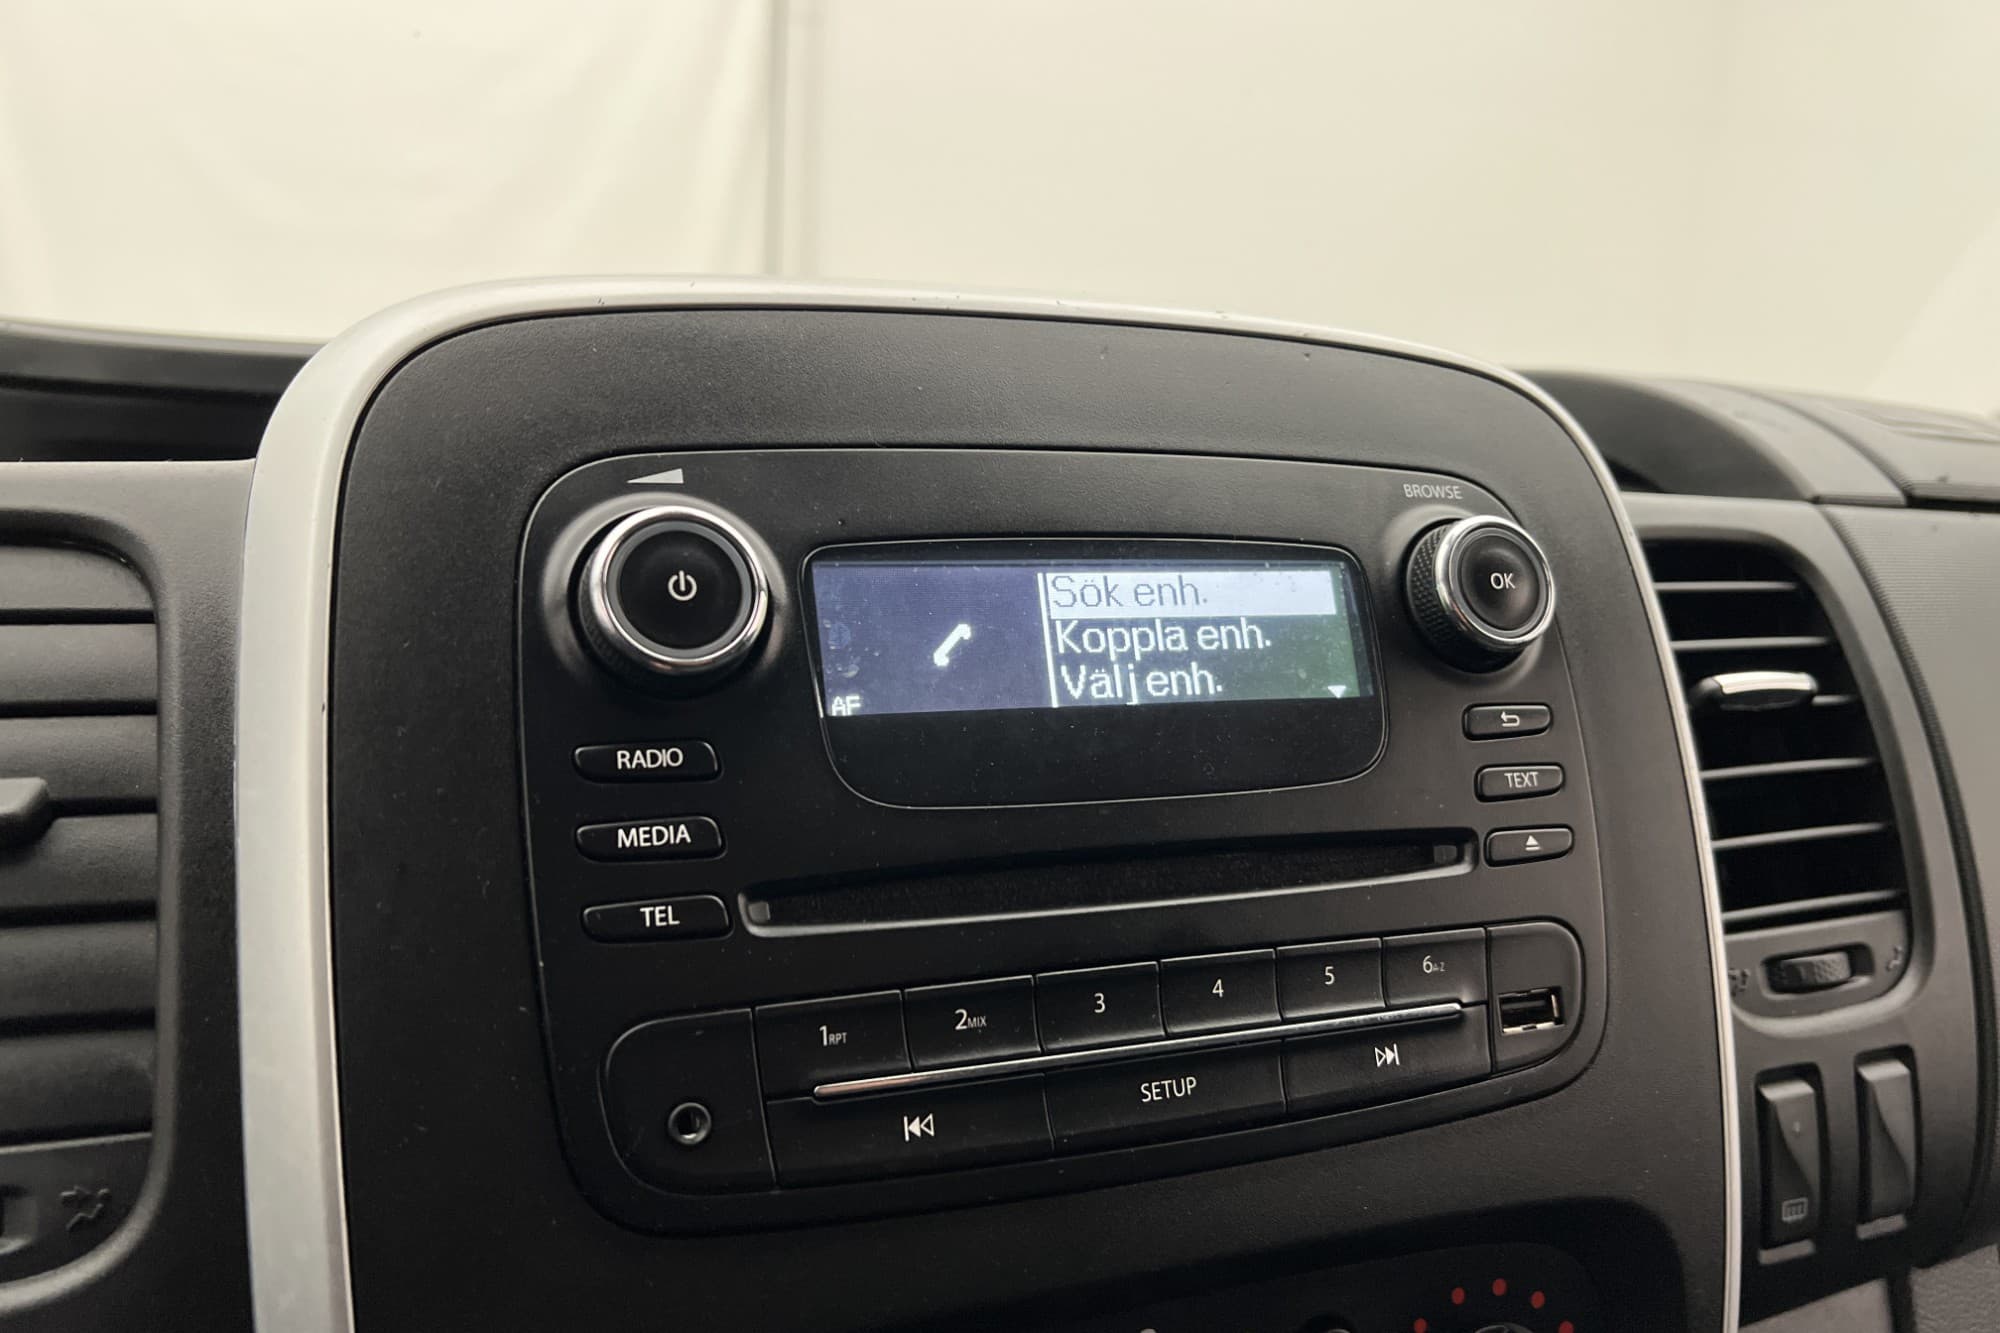 BROWSE
OK
Sök enh.
Koppla enh.
Välj enh.
AF
RADIO
MEDIA
TEL
TEXT
1RPT
2MIX
3
4
5
6A-Z
SETUP